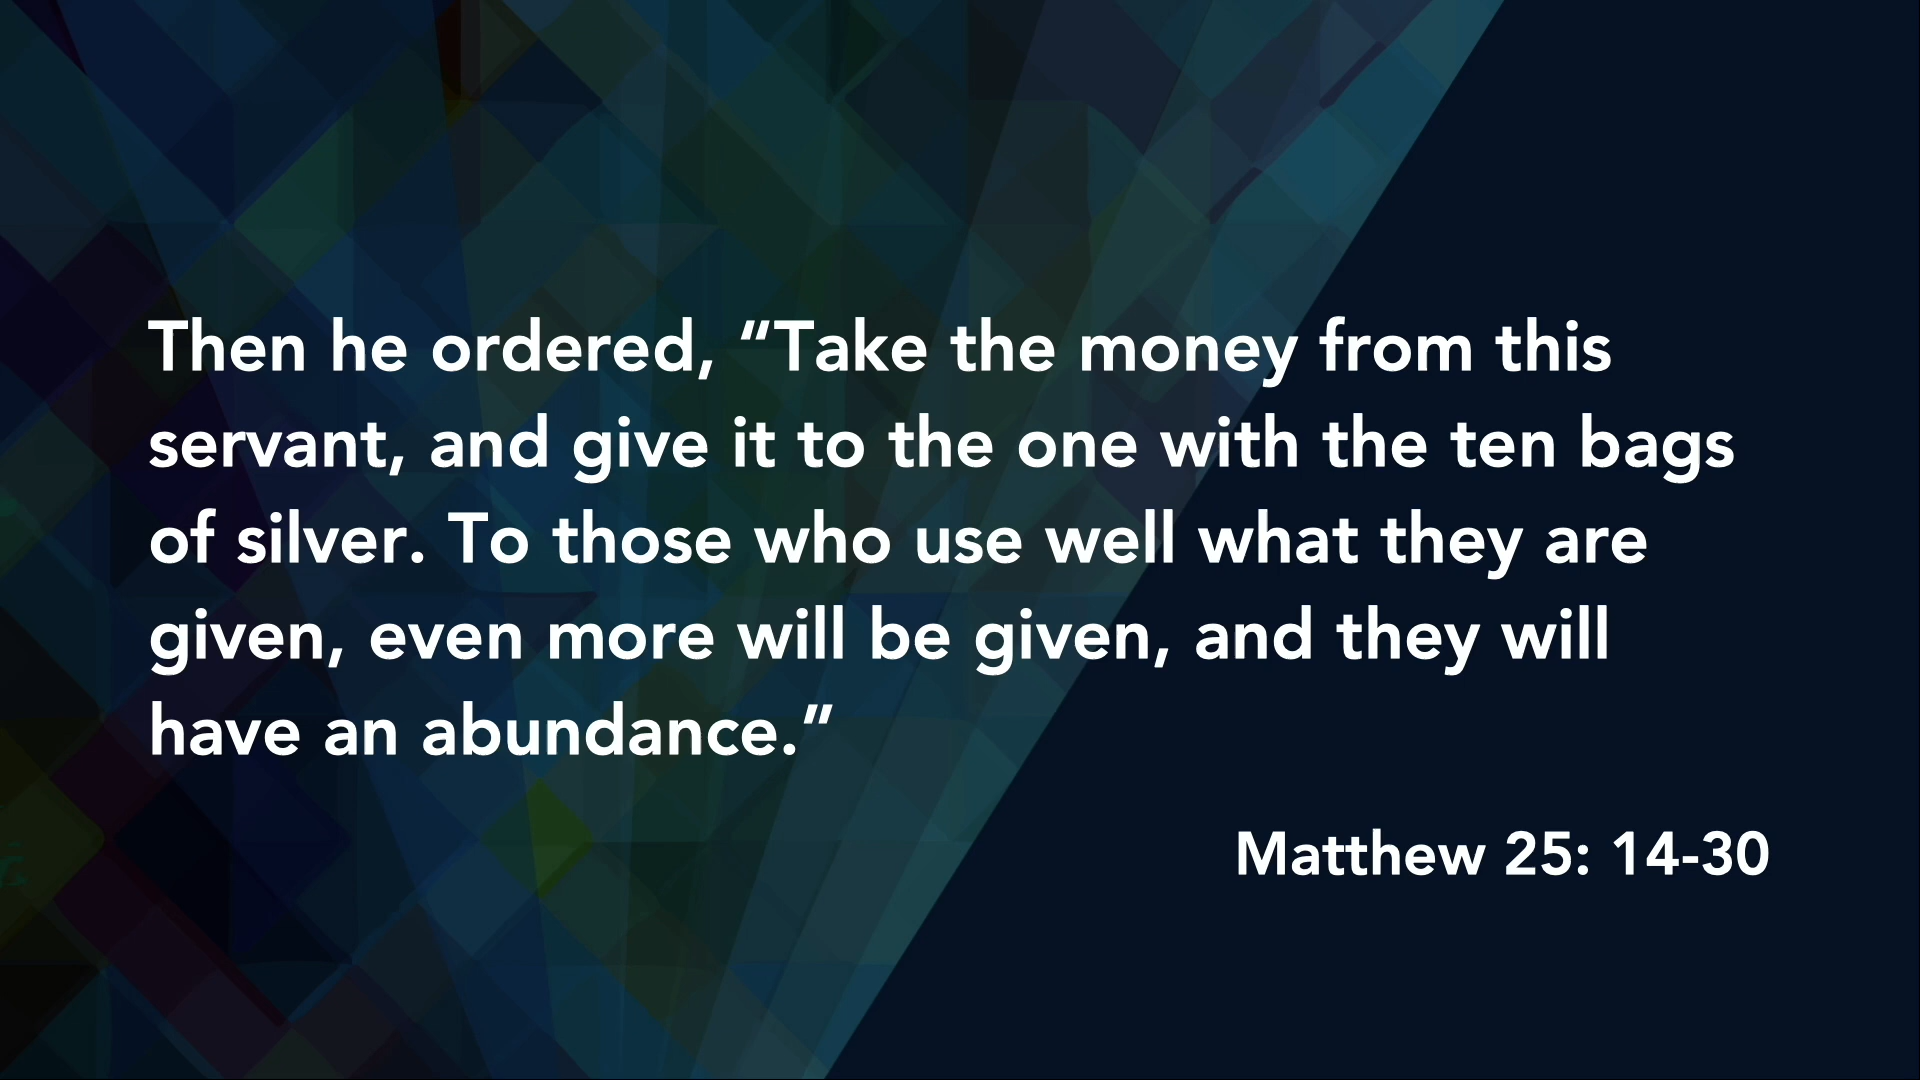 Then he ordered, “Take the money from this
servant, and give it to the one with the ten bags
of silver. To those who use well what they are
given, even more will be given, and they will
have an abundance.”
Matthew 25: 14-30